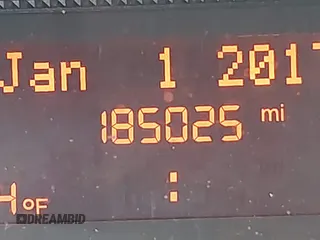 Jan 1 2017
185025 mi
:
°F
DREAMBID